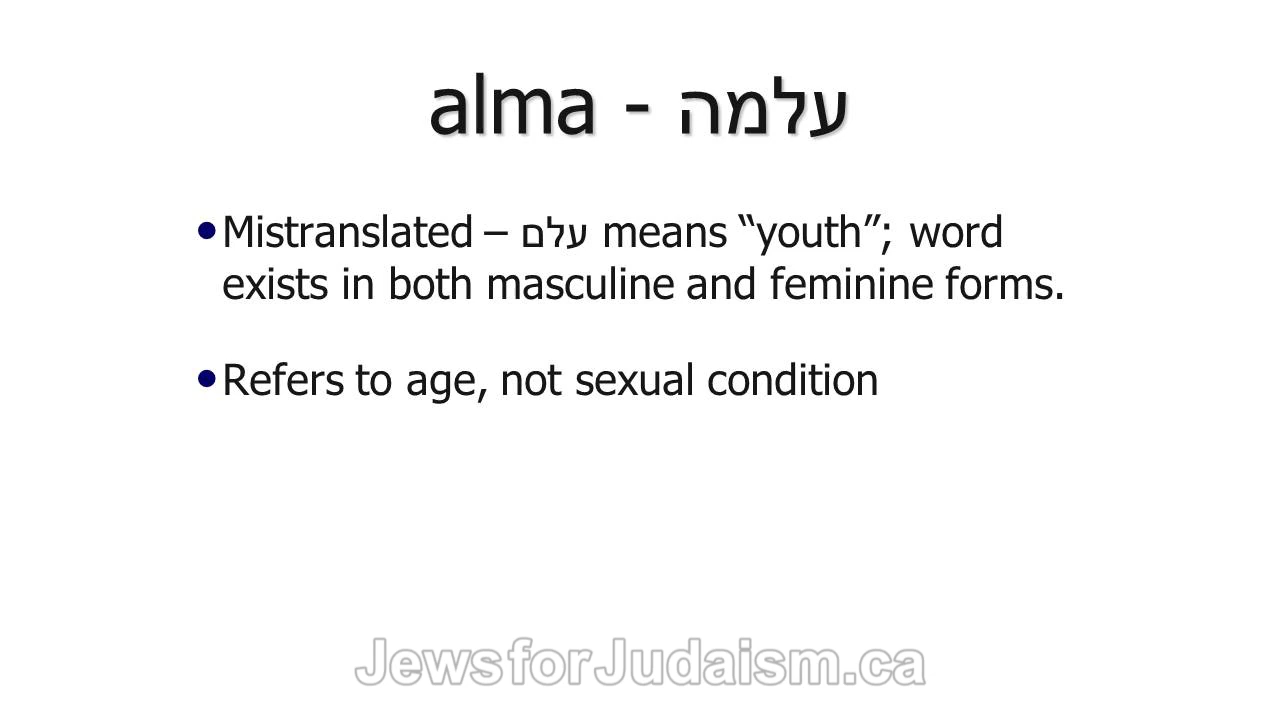 alma - עלמה
• Mistranslated – עלם means “youth”; word
exists in both masculine and feminine forms.
• Refers to age, not sexual condition
JewsforJudaism.ca